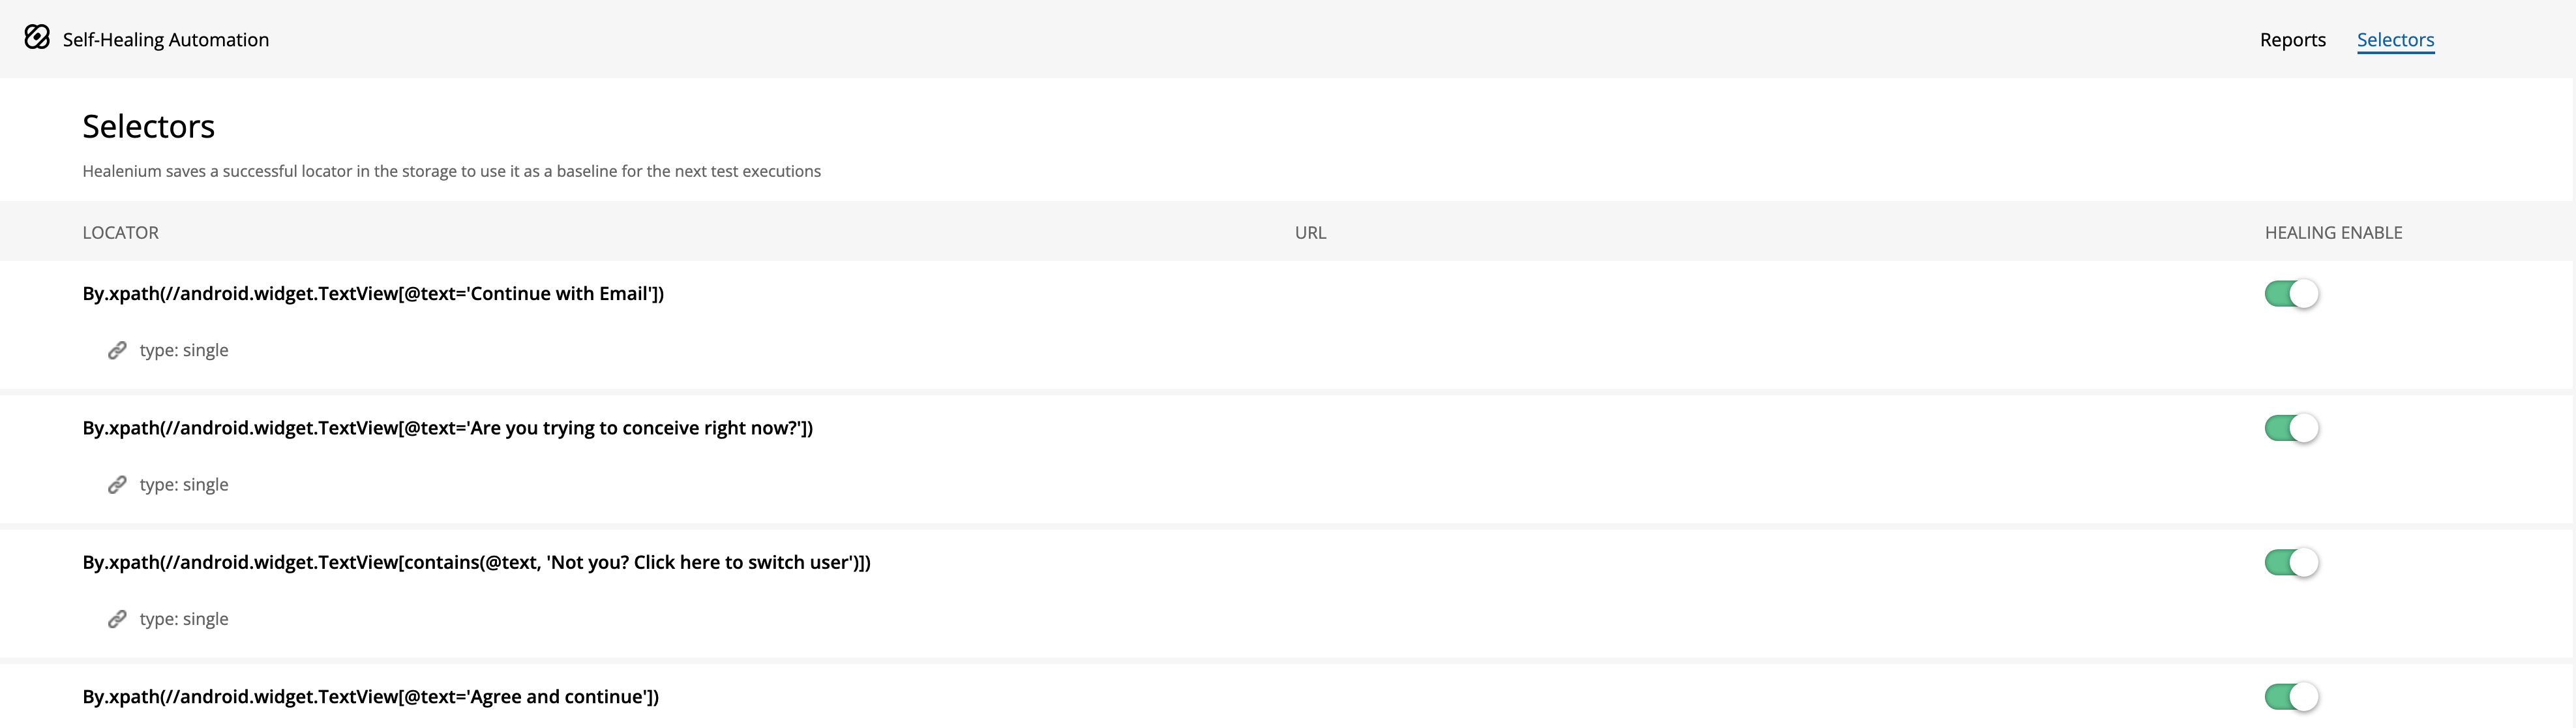 Self-Healing Automation
Reports Selectors
Selectors
Healenium saves a successful locator in the storage to use it as a baseline for the next test executions
LOCATOR URL HEALING ENABLE
By.xpath(//android.widget.TextView[@text='Continue with Email'])
type: single
By.xpath(//android.widget.TextView[@text='Are you trying to conceive right now?'])
type: single
By.xpath(//android.widget.TextView[contains(@text, 'Not you? Click here to switch user')])
type: single
By.xpath(//android.widget.TextView[@text='Agree and continue'])